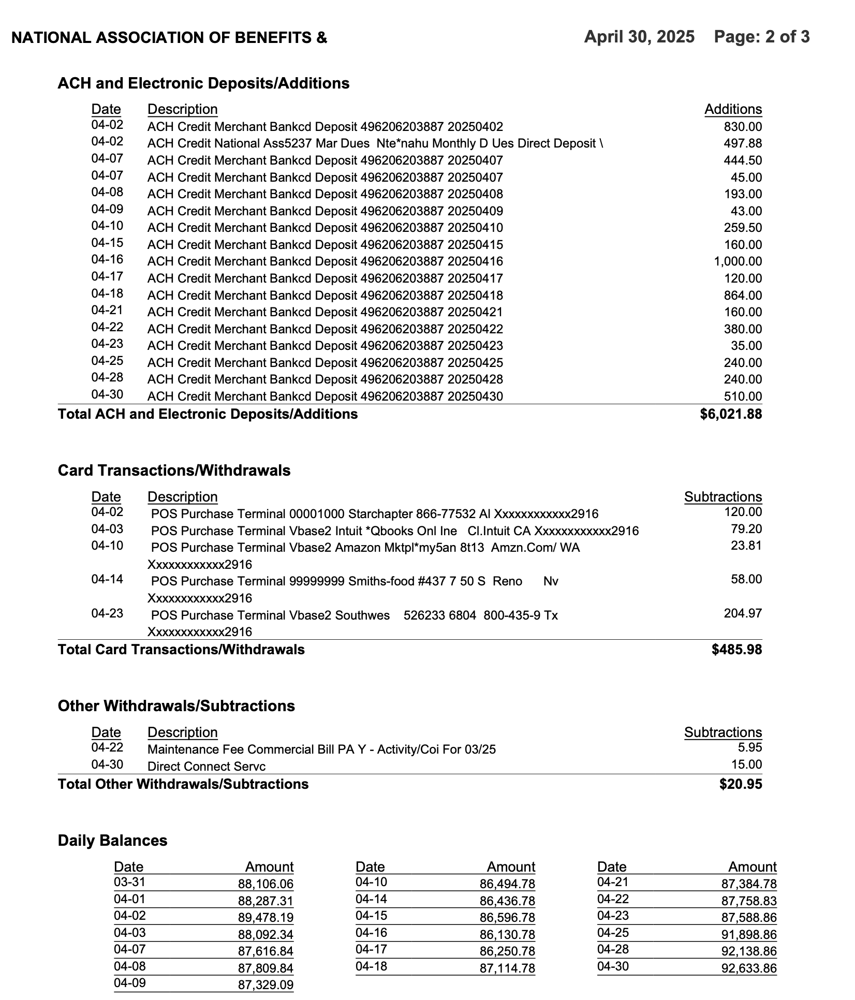 NATIONAL ASSOCIATION OF BENEFITS & April 30, 2025 Page: 2 of 3
ACH and Electronic Deposits/Additions
Date Description Additions
04-02 ACH Credit Merchant Bankcd Deposit 496206203887 20250402 830.00
04-02 ACH Credit National Ass5237 Mar Dues Nte*nahu Monthly D Ues Direct Deposit \ 497.88
04-07 ACH Credit Merchant Bankcd Deposit 496206203887 20250407 444.50
04-07 ACH Credit Merchant Bankcd Deposit 496206203887 20250407 45.00
04-08 ACH Credit Merchant Bankcd Deposit 496206203887 20250408 193.00
04-09 ACH Credit Merchant Bankcd Deposit 496206203887 20250409 43.00
04-10 ACH Credit Merchant Bankcd Deposit 496206203887 20250410 259.50
04-15 ACH Credit Merchant Bankcd Deposit 496206203887 20250415 160.00
04-16 ACH Credit Merchant Bankcd Deposit 496206203887 20250416 1,000.00
04-17 ACH Credit Merchant Bankcd Deposit 496206203887 20250417 120.00
04-18 ACH Credit Merchant Bankcd Deposit 496206203887 20250418 864.00
04-21 ACH Credit Merchant Bankcd Deposit 496206203887 20250421 160.00
04-22 ACH Credit Merchant Bankcd Deposit 496206203887 20250422 380.00
04-23 ACH Credit Merchant Bankcd Deposit 496206203887 20250423 35.00
04-25 ACH Credit Merchant Bankcd Deposit 496206203887 20250425 240.00
04-28 ACH Credit Merchant Bankcd Deposit 496206203887 20250428 240.00
04-30 ACH Credit Merchant Bankcd Deposit 496206203887 20250430 510.00
Total ACH and Electronic Deposits/Additions $6,021.88
Card Transactions/Withdrawals
Date Description Subtractions
04-02 POS Purchase Terminal 00001000 Starchapter 866-77532 Al Xxxxxxxxxxxx2916 120.00
04-03 POS Purchase Terminal Vbase2 Intuit *Qbooks Onl Ine Cl.Intuit CA Xxxxxxxxxxxx2916 79.20
04-10 POS Purchase Terminal Vbase2 Amazon Mktpl*my5an 8t13 Amzn.Com/ WA 23.81
Xxxxxxxxxxxx2916
04-14 POS Purchase Terminal 99999999 Smiths-food #437 7 50 S Reno Nv 58.00
Xxxxxxxxxxxx2916
04-23 POS Purchase Terminal Vbase2 Southwes 526233 6804 800-435-9 Tx 204.97
Xxxxxxxxxxxx2916
Total Card Transactions/Withdrawals $485.98
Other Withdrawals/Subtractions
Date Description Subtractions
04-22 Maintenance Fee Commercial Bill PA Y - Activity/Coi For 03/25 5.95
04-30 Direct Connect Servc 15.00
Total Other Withdrawals/Subtractions $20.95
Daily Balances
Date Amount Date Amount Date Amount
03-31 88,106.06 04-10 86,494.78 04-21 87,384.78
04-01 88,287.31 04-14 86,436.78 04-22 87,758.83
04-02 89,478.19 04-15 86,596.78 04-23 87,588.86
04-03 88,092.34 04-16 86,130.78 04-25 91,898.86
04-07 87,616.84 04-17 86,250.78 04-28 92,138.86
04-08 87,809.84 04-18 87,114.78 04-30 92,633.86
04-09 87,329.09